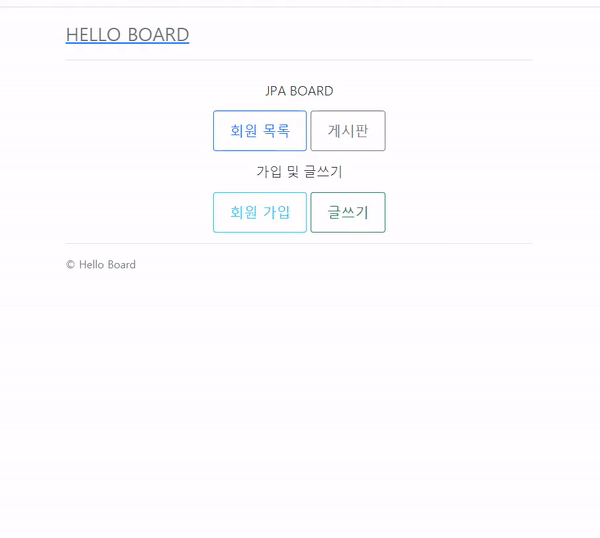 HELLO BOARD
JPA BOARD
회원 목록 게시판
가입 및 글쓰기
회원 가입 글쓰기
© Hello Board